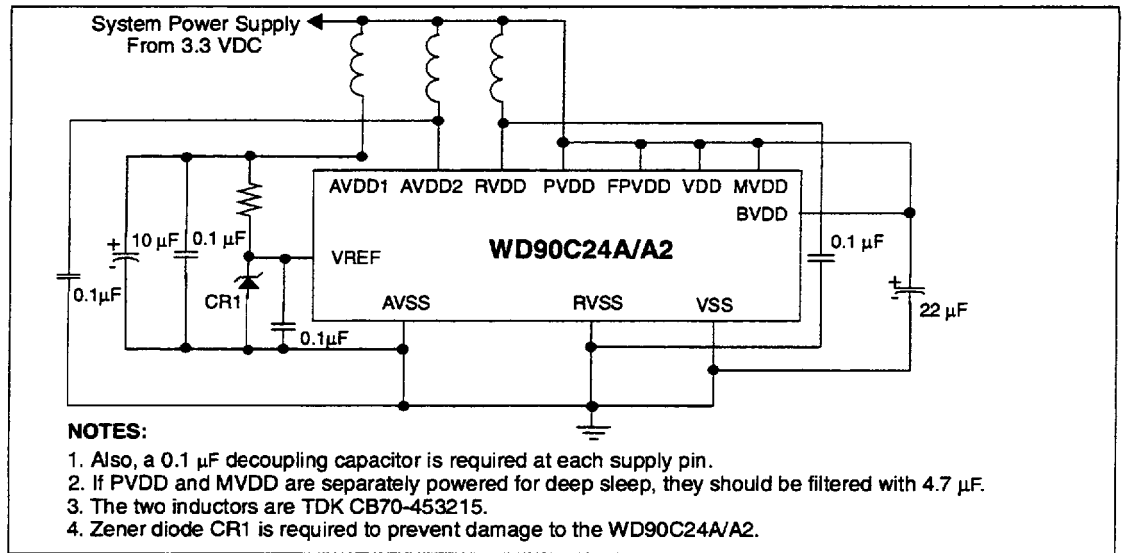 System Power Supply
From 3.3 VDC
AVDD1 AVDD2 RVDD PVDD FPVDD VDD MVDD
BVDD
WD90C24A/A2
VREF
AVSS RVSS VSS
+
-
10 µF
0.1 µF
0.1µF
CR1
0.1µF
0.1 µF
+
-
22 µF
NOTES:
1. Also, a 0.1 µF decoupling capacitor is required at each supply pin.
2. If PVDD and MVDD are separately powered for deep sleep, they should be filtered with 4.7 µF.
3. The two inductors are TDK CB70-453215.
4. Zener diode CR1 is required to prevent damage to the WD90C24A/A2.